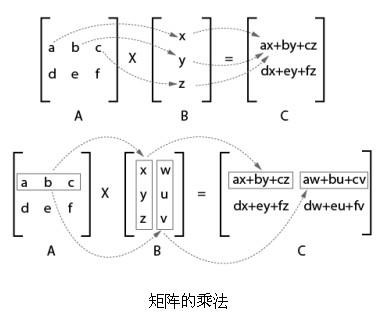 a b c x ax+by+cz
X y =
d e f z dx+ey+fz
A B C
x w
a b c ax+by+cz aw+bu+cv
X y u =
d e f z v dx+ey+fz dw+eu+fv
A B C
矩阵的乘法